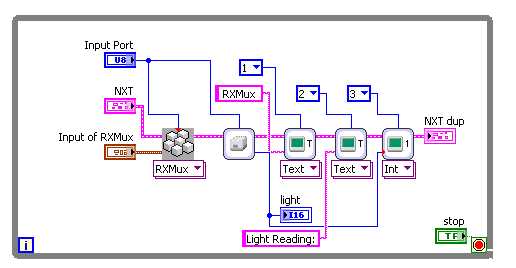 Input Port
U8
1
NXT
RXMux
2
3
NXT dup
Input of RXMux
T
T
1
RXMux
Text
Text
Int
light
I16
Light Reading:
stop
TF
i